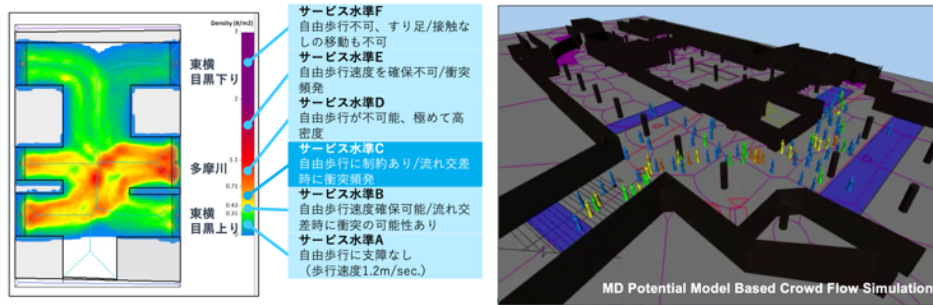 Density (#/m2)
3
2
1.1
0.71
0.43
0.31
0
東横
目黒下り
多摩川
東横
目黒上り
サービス水準F
自由歩行不可、すり足/接触な
しの移動も不可
サービス水準E
自由歩行速度を確保不可/衝突
頻発
サービス水準D
自由歩行が不可能、極めて高
密度
サービス水準C
自由歩行に制約あり/流れ交差
時に衝突頻発
サービス水準B
自由歩行速度確保可能/流れ交
差時に衝突の可能性あり
サービス水準A
自由歩行に支障なし
(歩行速度1.2m/sec.)
MD Potential Model Based Crowd Flow Simulation